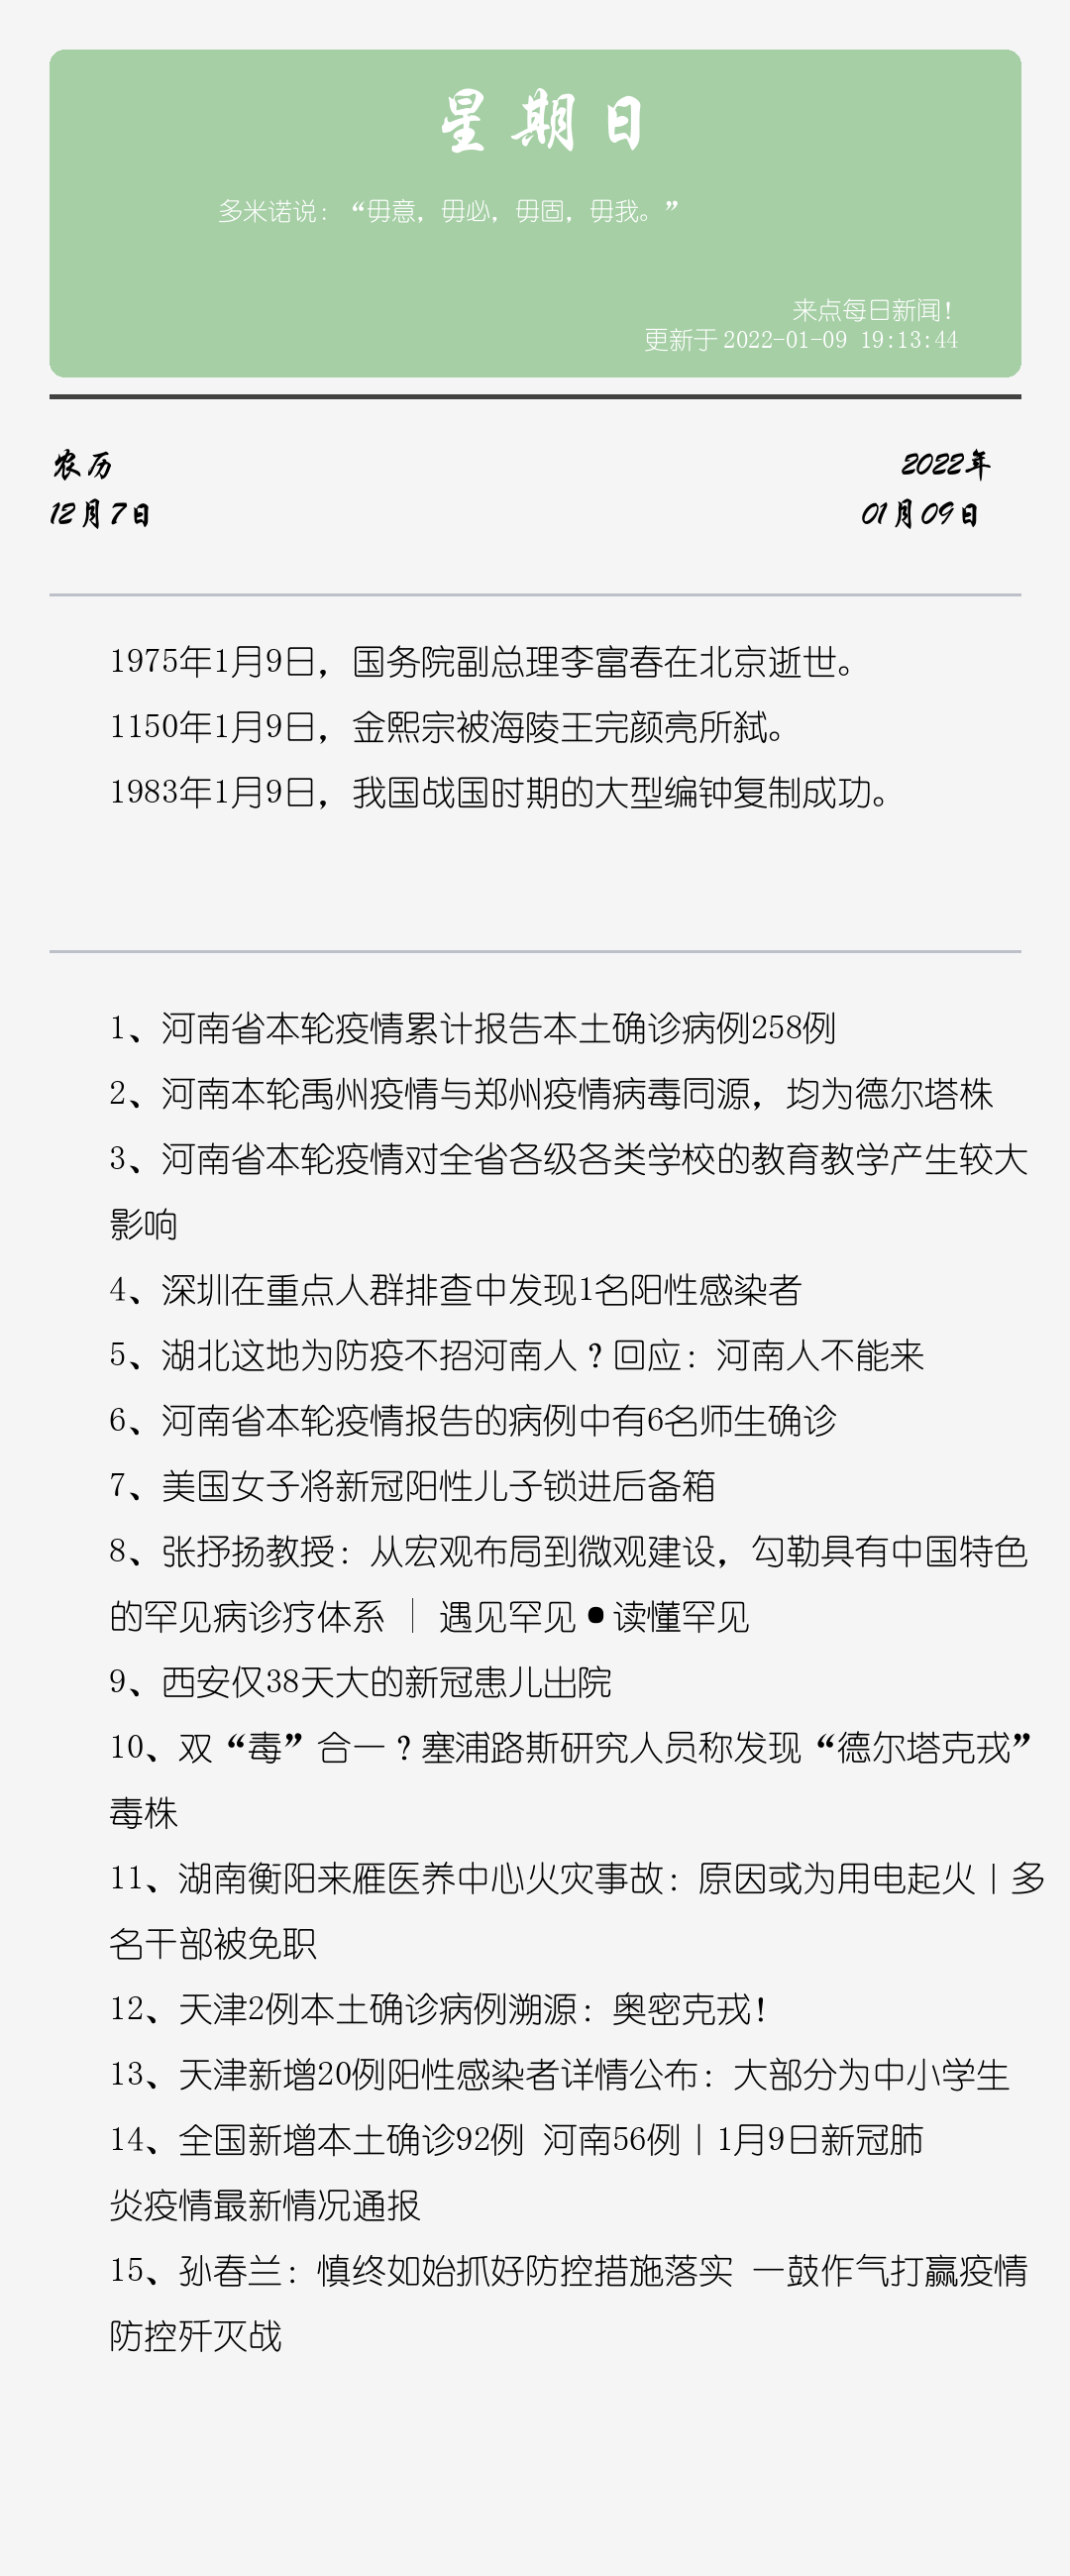 星期日
多米诺说：“毋意，毋必，毋固，毋我。”
来点每日新闻！
更新于2022-01-09 19:13:44
农历
2022年
12月7日
01月09日
1975年1月9日，国务院副总理李富春在北京逝世。
1150年1月9日，金熙宗被海陵王完颜亮所弑。
1983年1月9日，我国战国时期的大型编钟复制成功。
1、河南省本轮疫情累计报告本土确诊病例258例
2、河南本轮禹州疫情与郑州疫情病毒同源，均为德尔塔株
3、河南省本轮疫情对全省各级各类学校的教育教学产生较大
影响
4、深圳在重点人群排查中发现1名阳性感染者
5、湖北这地为防疫不招河南人？回应：河南人不能来
6、河南省本轮疫情报告的病例中有6名师生确诊
7、美国女子将新冠阳性儿子锁进后备箱
8、张抒扬教授：从宏观布局到微观建设，勾勒具有中国特色
的罕见病诊疗体系 ｜ 遇见罕见●读懂罕见
9、西安仅38天大的新冠患儿出院
10、双“毒”合一？塞浦路斯研究人员称发现“德尔塔克戎”
毒株
11、湖南衡阳来雁医养中心火灾事故：原因或为用电起火丨多
名干部被免职
12、天津2例本土确诊病例溯源：奥密克戎！
13、天津新增20例阳性感染者详情公布：大部分为中小学生
14、全国新增本土确诊92例 河南56例丨1月9日新冠肺
炎疫情最新情况通报
15、孙春兰：慎终如始抓好防控措施落实 一鼓作气打赢疫情
防控歼灭战